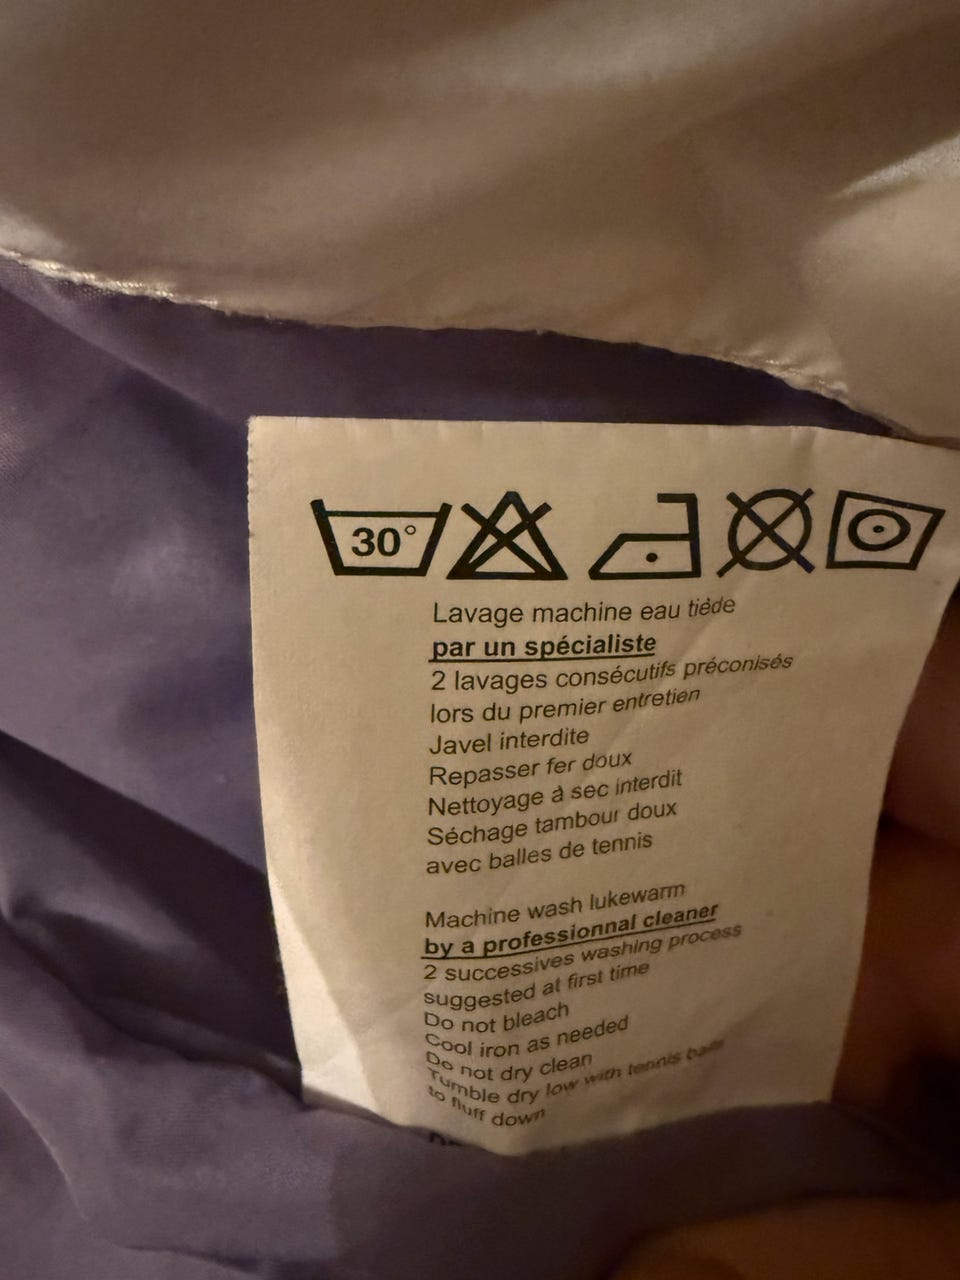 30°
Lavage machine eau tiède
par un spécialiste
2 lavages consécutifs préconisés
lors du premier entretien
Javel interdite
Repasser fer doux
Nettoyage à sec interdit
Séchage tambour doux
avec balles de tennis
Machine wash lukewarm
by a professionnal cleaner
2 successives washing process
suggested at first time
Do not bleach
Cool iron as needed
Do not dry clean
Tumble dry low with tennis balls
to fluff down